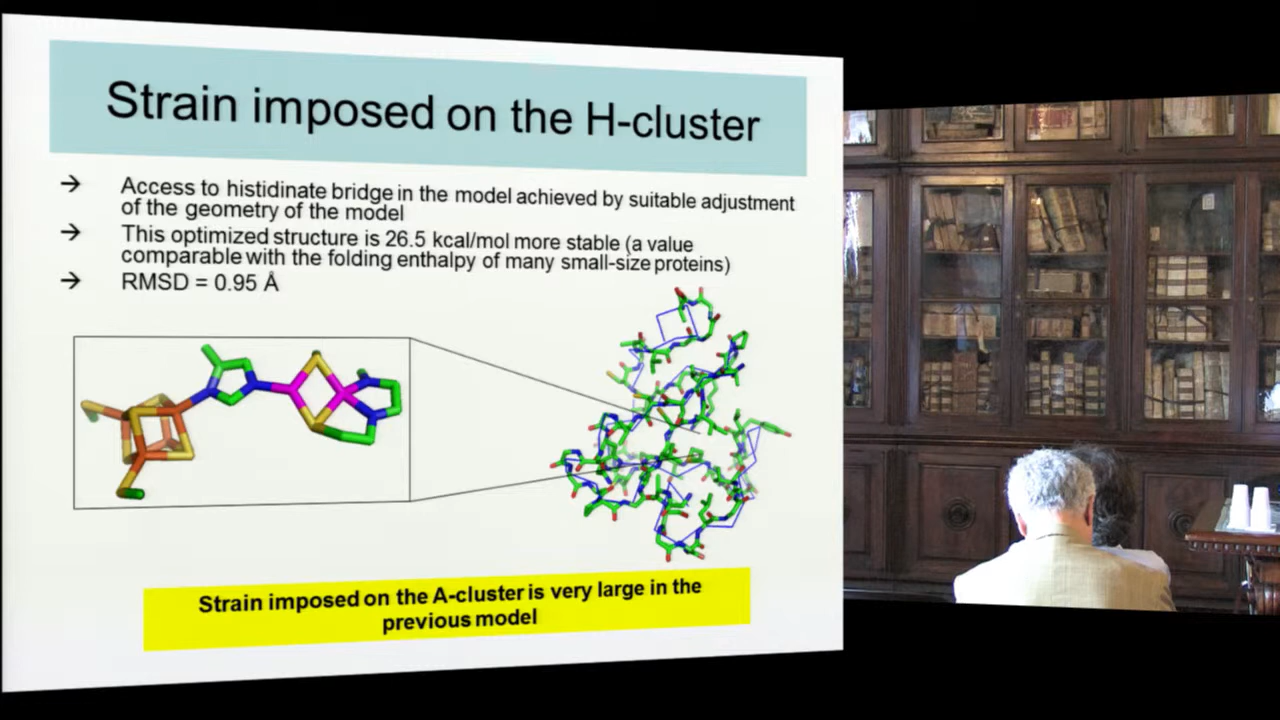 Strain imposed on the H-cluster
→ Access to histidinate bridge in the model achieved by suitable adjustment
of the geometry of the model
→ This optimized structure is 26.5 kcal/mol more stable (a value
comparable with the folding enthalpy of many small-size proteins)
→ RMSD = 0.95 Å
Strain imposed on the A-cluster is very large in the
previous model